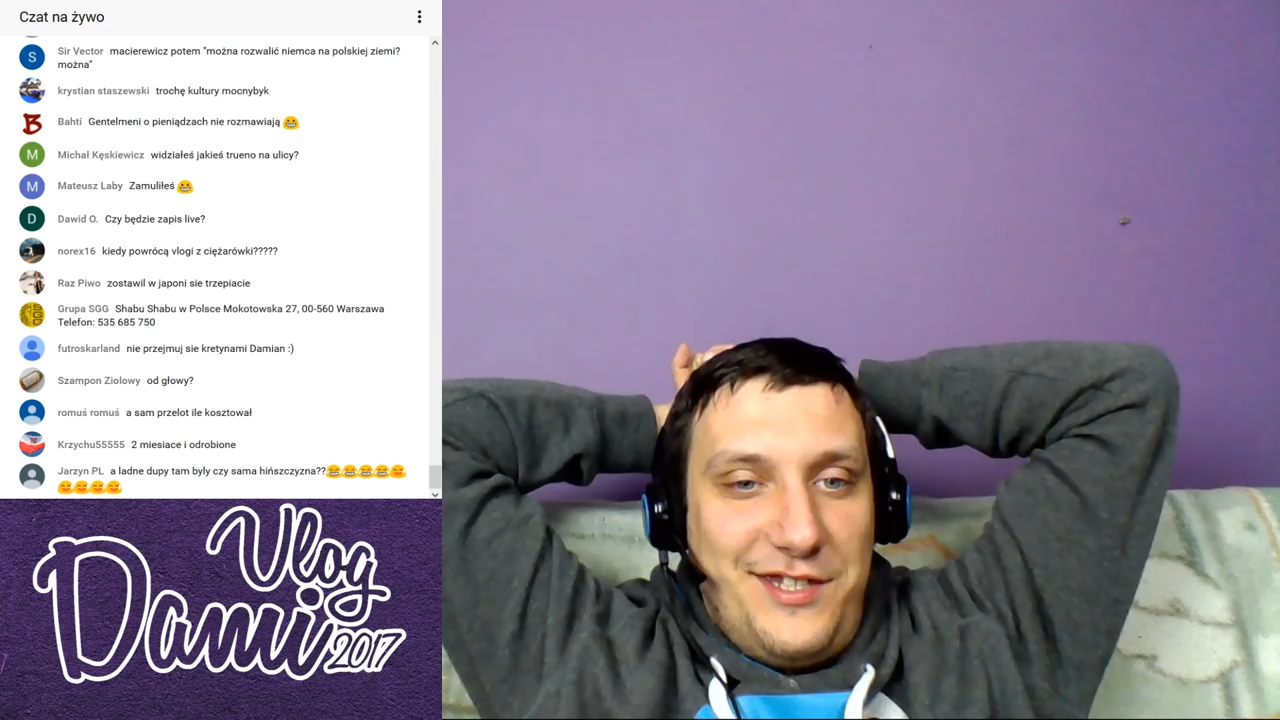 Czat na żywo
Sir Vector macierewicz potem "można rozwalić niemca na polskiej ziemi?
można"
krystian staszewski trochę kultury mocnybyk
Bahti Gentelmeni o pieniądzach nie rozmawiają
Michał Kęskiewicz widziałeś jakieś trueno na ulicy?
Mateusz Laby Zamuliłeś
Dawid O. Czy będzie zapis live?
norex16 kiedy powrócą vlogi z ciężarówki?????
Raz Piwo zostawil w japoni sie trzepiacie
Grupa SGG Shabu Shabu w Polsce Mokotowska 27, 00-560 Warszawa
Telefon: 535 685 750
futroskarland nie przejmuj sie kretynami Damian :)
Szampon Ziolowy od głowy?
romuś romuś a sam przelot ile kosztował
Krzychu55555 2 miesiace i odrobione
Jarzyn PL a ladne dupy tam byly czy sama hińszczyzna??
Vlog
Dami
2017